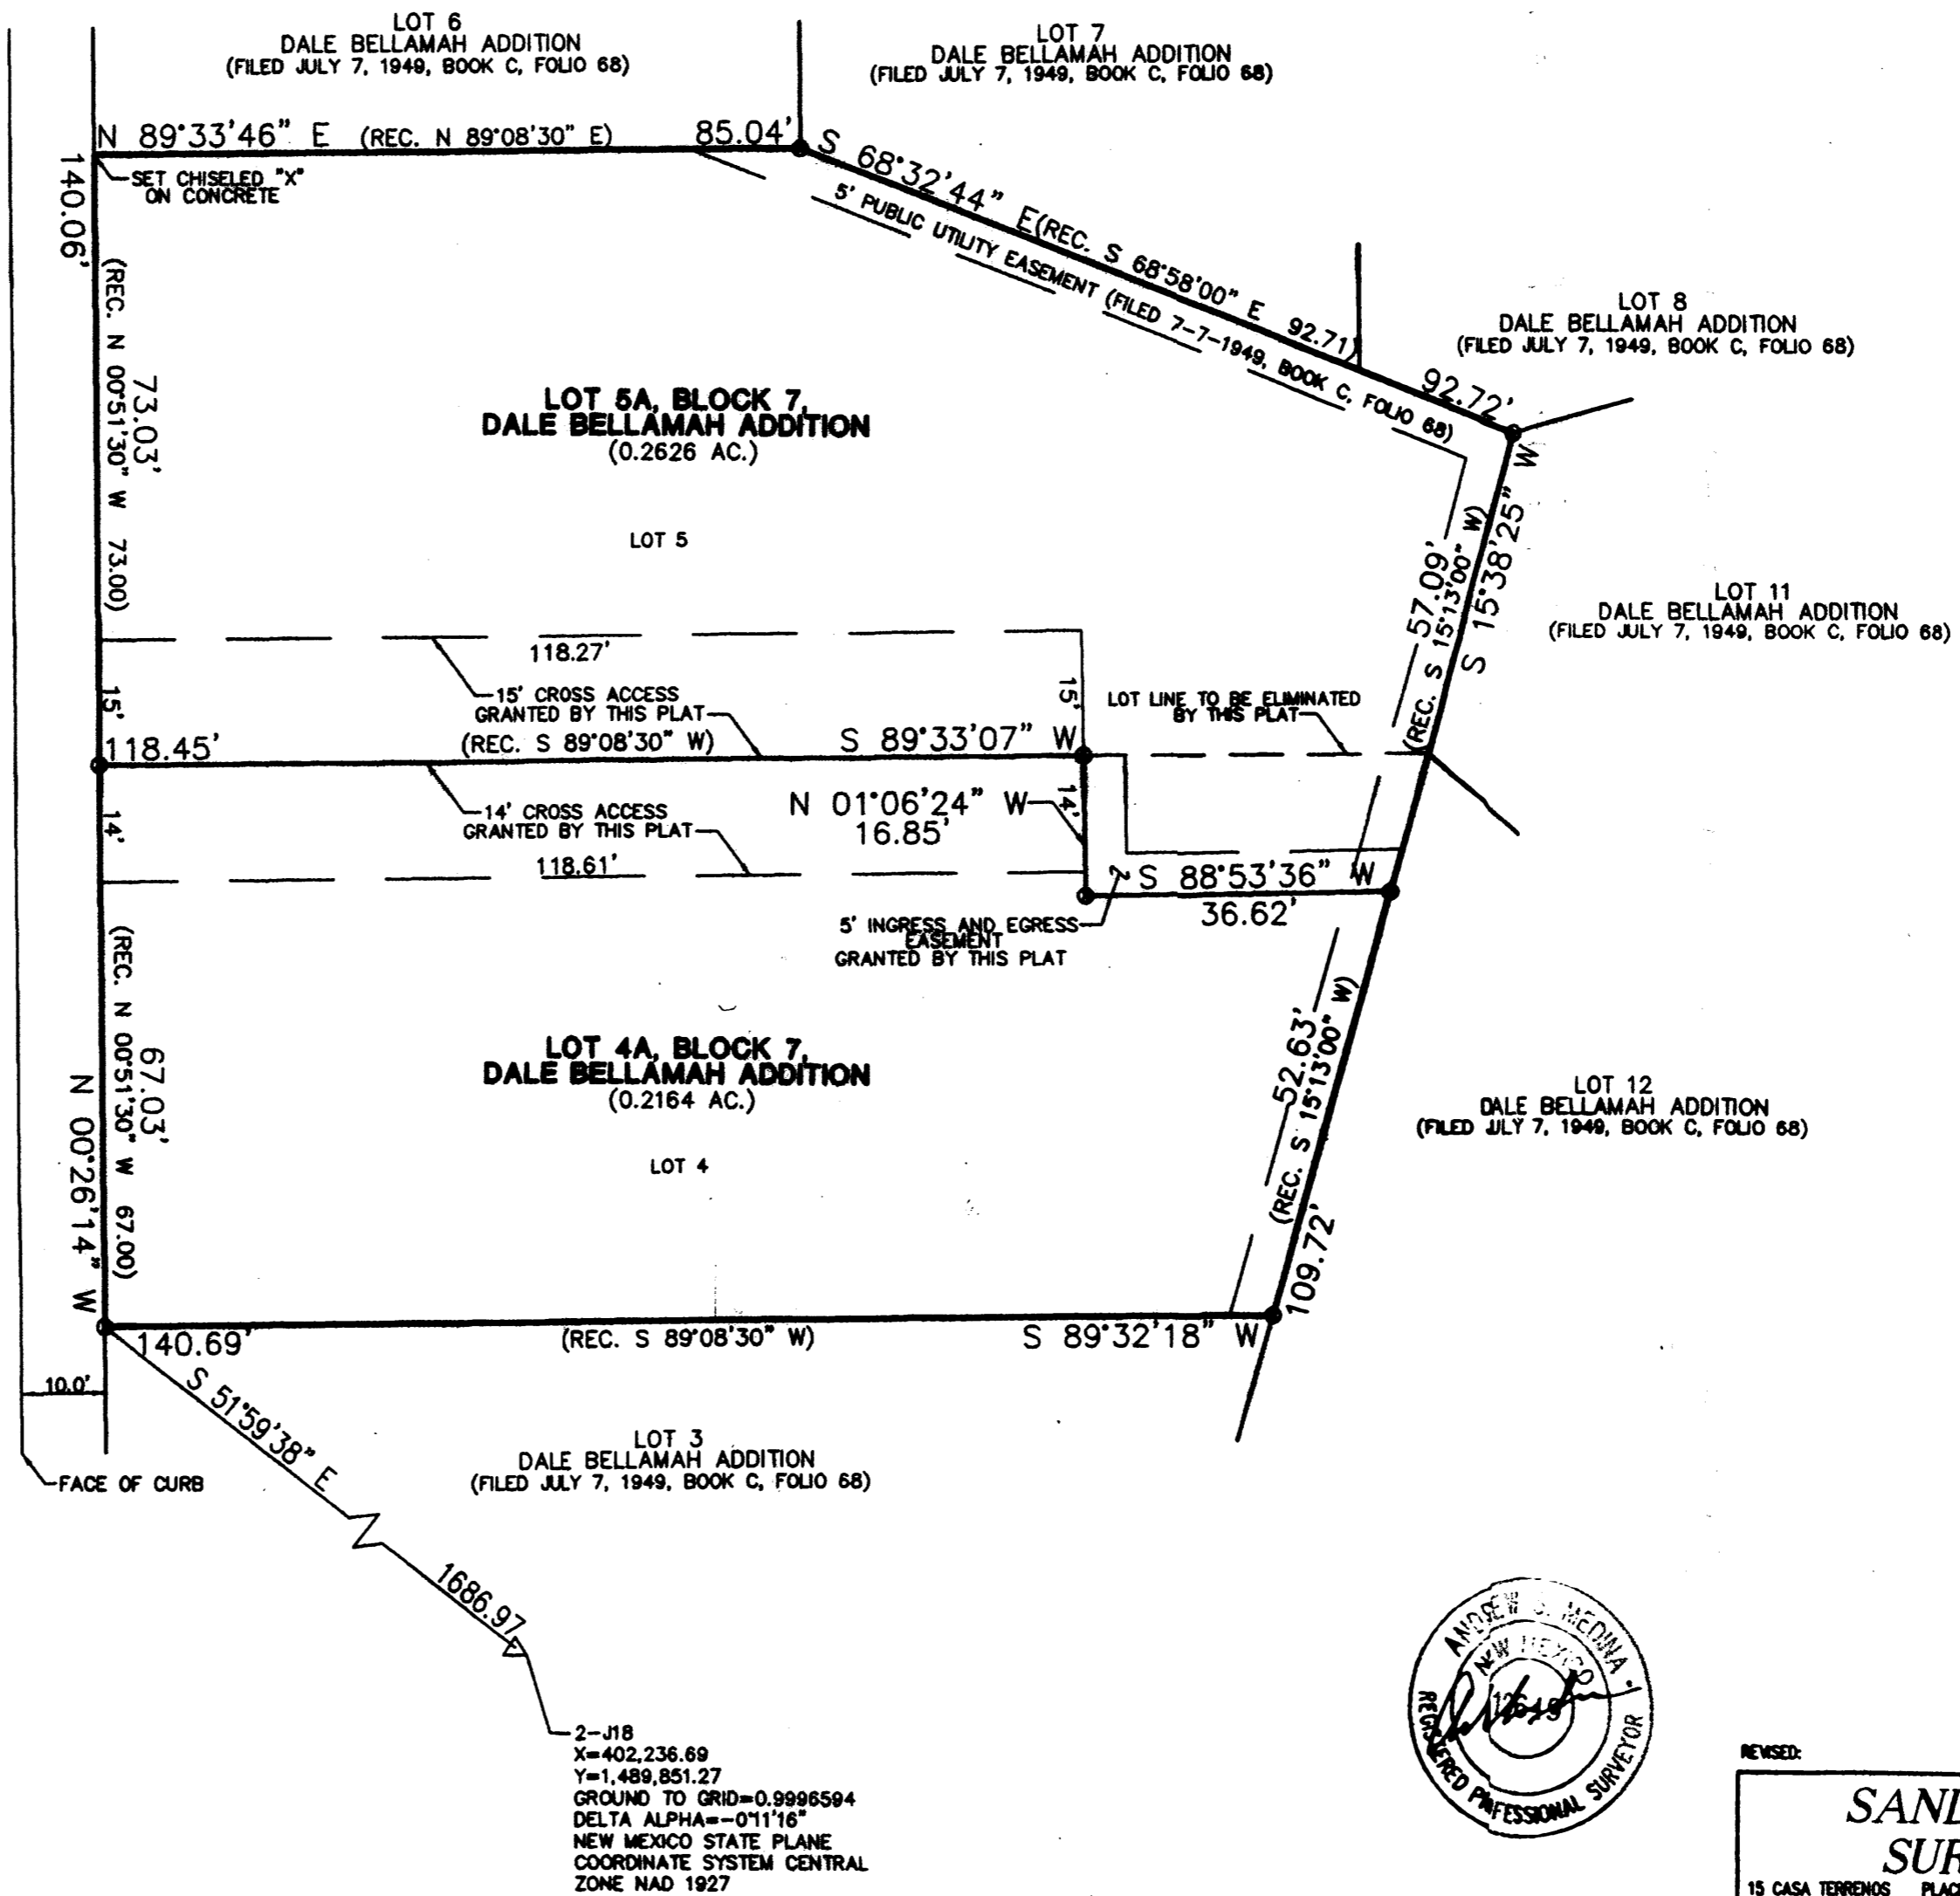 LOT 6
DALE BELLAMAH ADDITION
(FILED JULY 7, 1949, BOOK C, FOLIO 68)
LOT 7
DALE BELLAMAH ADDITION
(FILED JULY 7, 1949, BOOK C, FOLIO 68)
N 89°33'46" E (REC. N 89°08'30" E) 85.04'
SET CHISELED "X"
ON CONCRETE
140.06'
S 68°32'44" E(REC. S 68°58'00" E 92.71)
92.72'
5' PUBLIC UTILITY EASEMENT (FILED 7-7-1949, BOOK C, FOLIO 68)
LOT 8
DALE BELLAMAH ADDITION
(FILED JULY 7, 1949, BOOK C, FOLIO 68)
(REC. N 00°51'30" W 73.00)
73.03'
LOT 5A, BLOCK 7,
DALE BELLAMAH ADDITION
(0.2626 AC.)
LOT 5
57.09'
(REC. S 15°13'00" W)
S 15°38'25" W
LOT 11
DALE BELLAMAH ADDITION
(FILED JULY 7, 1949, BOOK C, FOLIO 68)
118.27'
15' CROSS ACCESS
GRANTED BY THIS PLAT
15'
15'
LOT LINE TO BE ELIMINATED
BY THIS PLAT
118.45'
(REC. S 89°08'30" W)
S 89°33'07" W
14' CROSS ACCESS
GRANTED BY THIS PLAT
N 01°06'24" W
16.85'
14'
14'
118.61'
S 88°53'36" W
36.62'
5' INGRESS AND EGRESS
EASEMENT
GRANTED BY THIS PLAT
(REC. N 00°51'30" W 67.00)
67.03'
N 00°26'14" W
LOT 4A, BLOCK 7,
DALE BELLAMAH ADDITION
(0.2164 AC.)
LOT 4
52.63'
(REC. S 15°13'00" W)
109.72'
LOT 12
DALE BELLAMAH ADDITION
(FILED JULY 7, 1949, BOOK C, FOLIO 68)
140.69'
(REC. S 89°08'30" W)
S 89°32'18" W
10.0'
S 51°59'38" E
FACE OF CURB
LOT 3
DALE BELLAMAH ADDITION
(FILED JULY 7, 1949, BOOK C, FOLIO 68)
1686.97
2-J18
X=402,236.69
Y=1,489,851.27
GROUND TO GRID=0.9996594
DELTA ALPHA=-0°11'16"
NEW MEXICO STATE PLANE
COORDINATE SYSTEM CENTRAL
ZONE NAD 1927
ANDREW S. MEDINA
NEW MEXICO
12649
REGISTERED PROFESSIONAL SURVEYOR
REVISED:
15 CASA TERRENOS